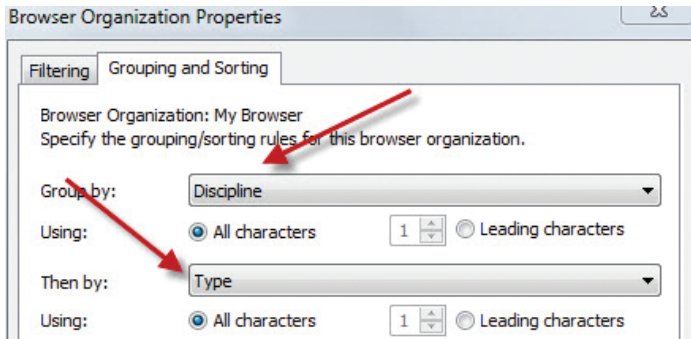 Browser Organization Properties
Filtering Grouping and Sorting
Browser Organization: My Browser
Specify the grouping/sorting rules for this browser organization.
Group by: Discipline
Using: All characters 1 Leading characters
Then by: Type
Using: All characters 1 Leading characters